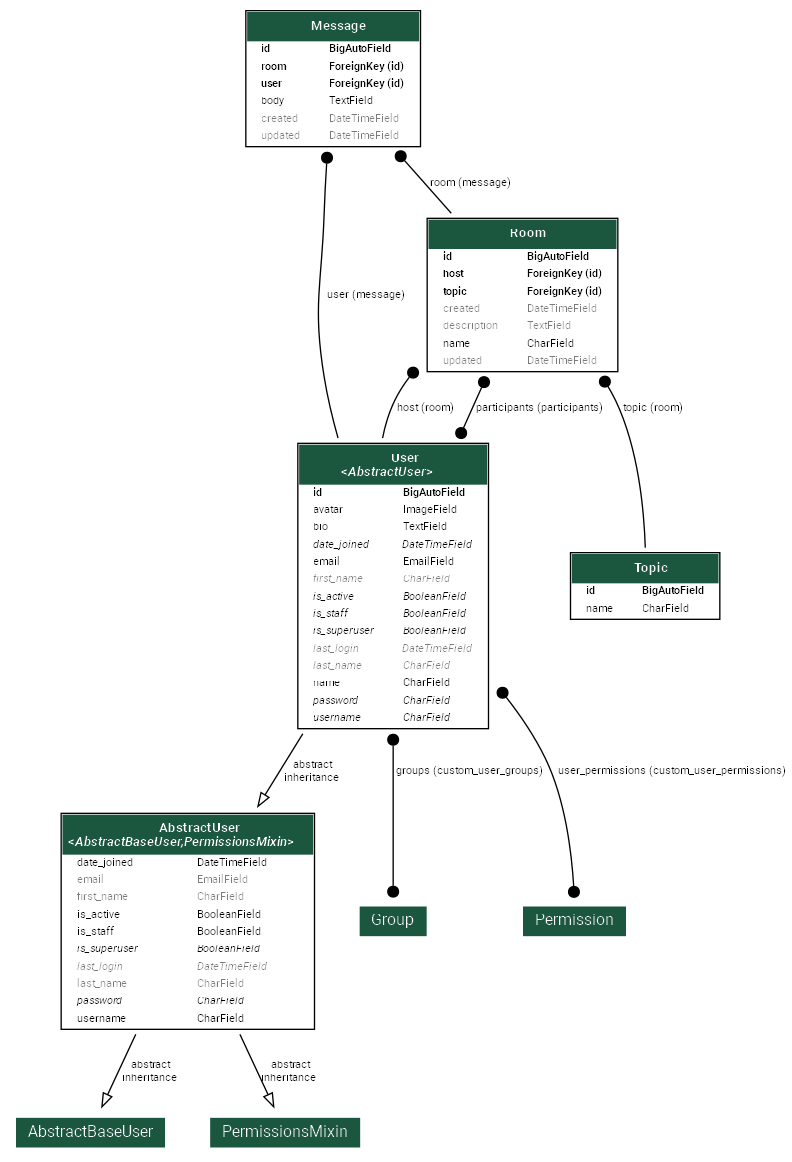 Message
id BigAutoField
room ForeignKey (id)
user ForeignKey (id)
body TextField
created DateTimeField
updated DateTimeField
room (message)
Room
id BigAutoField
host ForeignKey (id)
topic ForeignKey (id)
created DateTimeField
description TextField
name CharField
updated DateTimeField
user (message)
host (room) participants (participants) topic (room)
User
<AbstractUser>
id BigAutoField
avatar ImageField
bio TextField
date_joined DateTimeField
email EmailField
first_name CharField
is_active BooleanField
is_staff BooleanField
is_superuser BooleanField
last_login DateTimeField
last_name CharField
name CharField
password CharField
username CharField
Topic
id BigAutoField
name CharField
abstract
inheritance
groups (custom_user_groups) user_permissions (custom_user_permissions)
AbstractUser
<AbstractBaseUser,PermissionsMixin>
date_joined DateTimeField
email EmailField
first_name CharField
is_active BooleanField
is_staff BooleanField
is_superuser BooleanField
last_login DateTimeField
last_name CharField
password CharField
username CharField
Group
Permission
abstract
inheritance
abstract
inheritance
AbstractBaseUser
PermissionsMixin